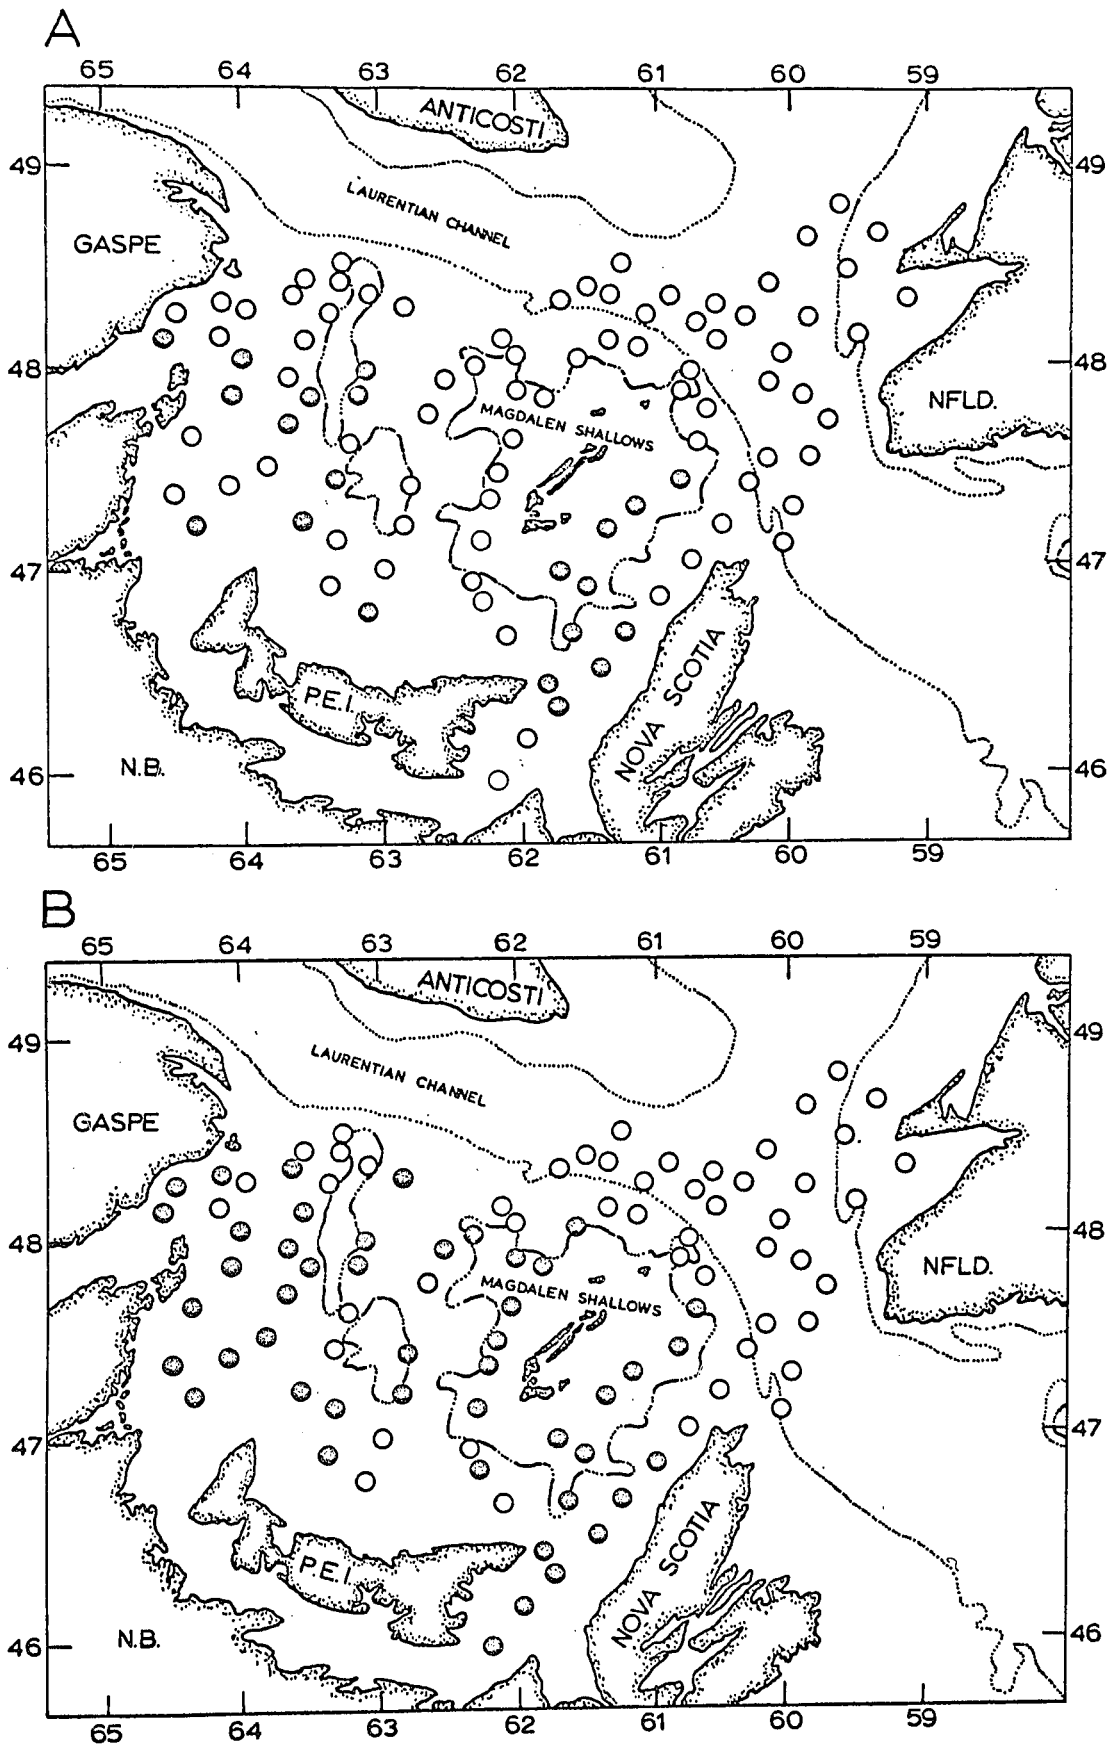 A
65 64 63 62 61 60 59
ANTICOSTI
49 49
LAURENTIAN CHANNEL
GASPE
48 48
NFLD.
MAGDALEN SHALLOWS
47 47
NOVA SCOTIA
P.E.I.
N.B.
46 46
65 64 63 62 61 60 59
B
65 64 63 62 61 60 59
ANTICOSTI
49 49
LAURENTIAN CHANNEL
GASPE
48 48
NFLD.
MAGDALEN SHALLOWS
47 47
NOVA SCOTIA
P.E.I.
N.B.
46 46
65 64 63 62 61 60 59